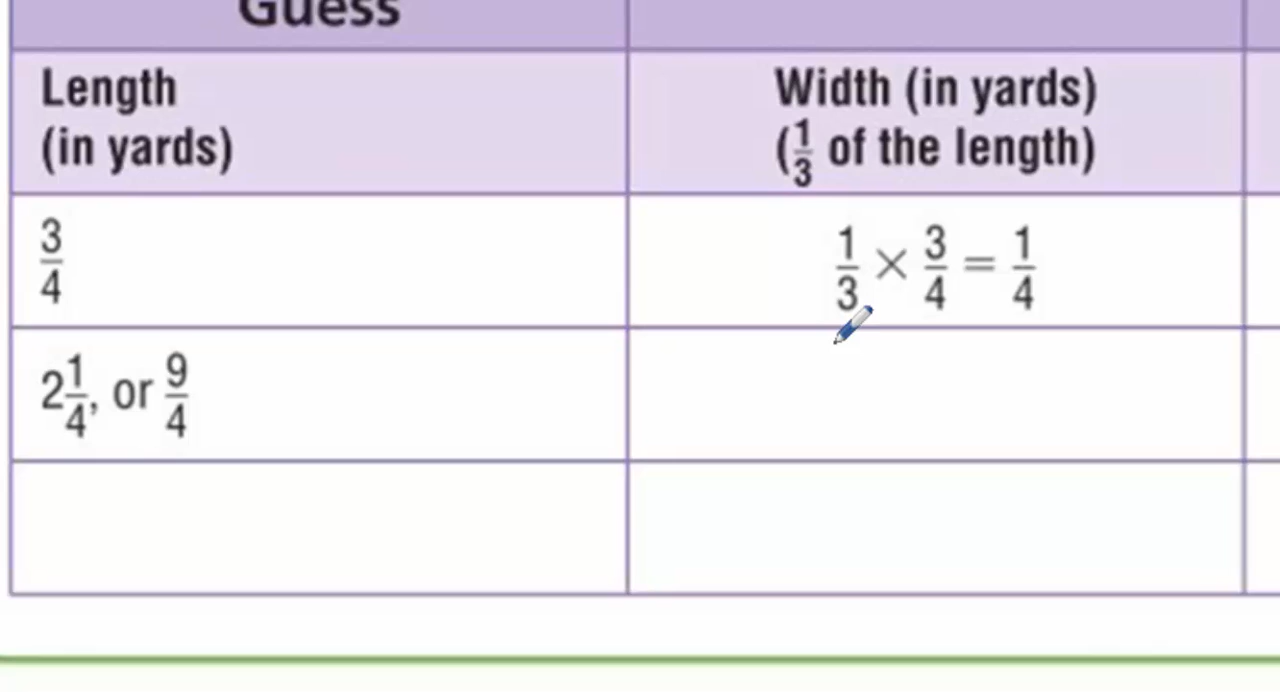 Guess
Length
(in yards)
Width (in yards)
(1/3 of the length)
3/4
1/3 × 3/4 = 1/4
2 1/4, or 9/4